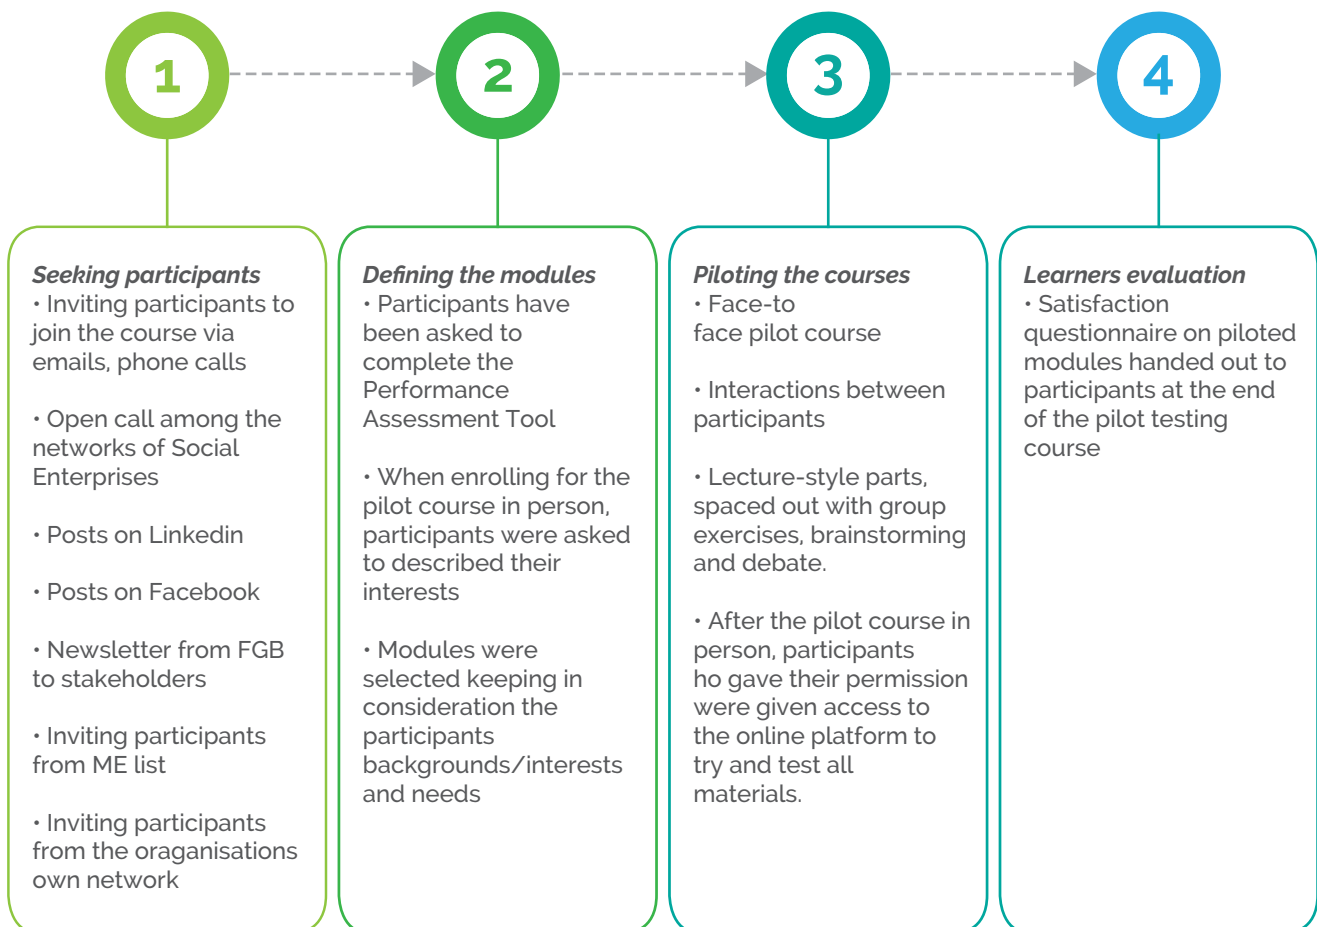 1
2
3
4
Seeking participants
• Inviting participants to
join the course via
emails, phone calls
• Open call among the
networks of Social
Enterprises
• Posts on Linkedin
• Posts on Facebook
• Newsletter from FGB
to stakeholders
• Inviting participants
from ME list
• Inviting participants
from the oraganisations
own network
Defining the modules
• Participants have
been asked to
complete the
Performance
Assessment Tool
• When enrolling for the
pilot course in person,
participants were asked
to described their
interests
• Modules were
selected keeping in
consideration the
participants
backgrounds/interests
and needs
Piloting the courses
• Face-to
face pilot course
• Interactions between
participants
• Lecture-style parts,
spaced out with group
exercises, brainstorming
and debate.
• After the pilot course in
person, participants
ho gave their permission
were given access to
the online platform to
try and test all
materials.
Learners evaluation
• Satisfaction
questionnaire on piloted
modules handed out to
participants at the end
of the pilot testing
course